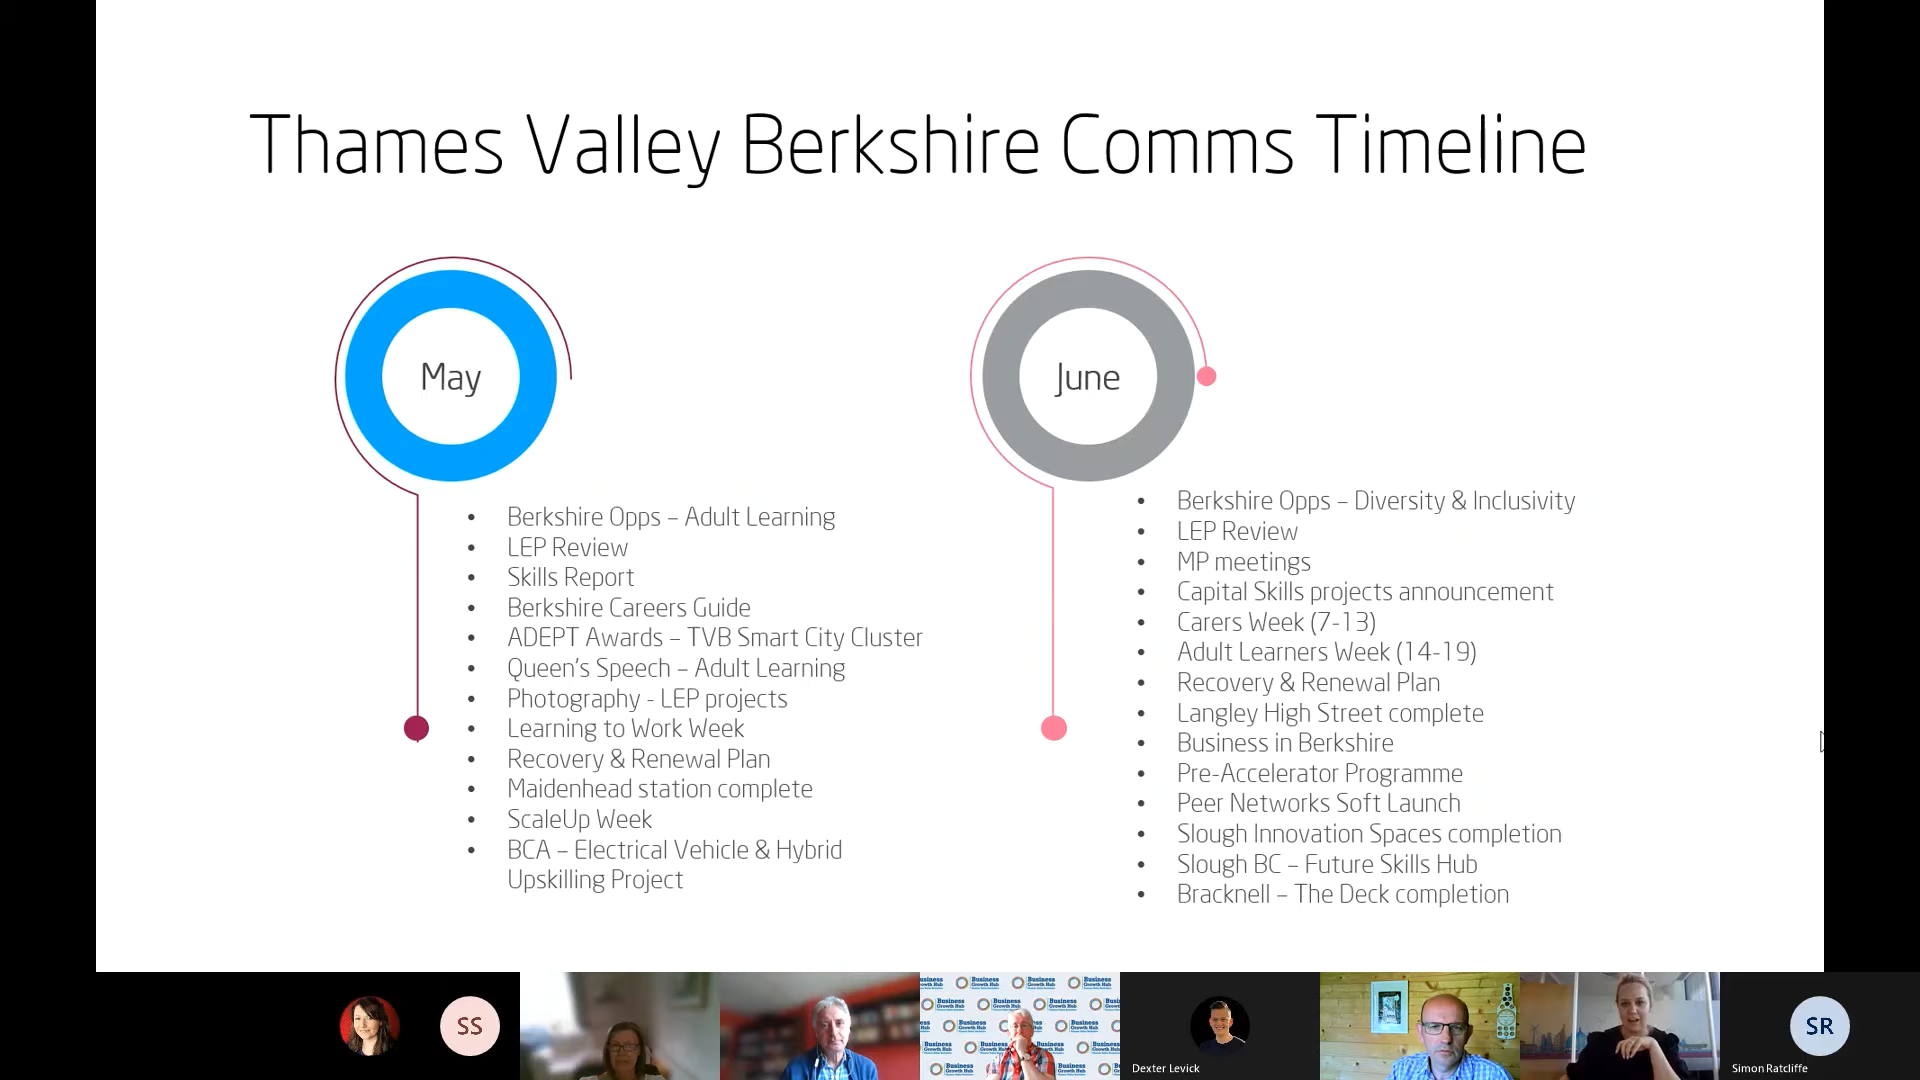 Thames Valley Berkshire Comms Timeline
May
• Berkshire Opps – Adult Learning
• LEP Review
• Skills Report
• Berkshire Careers Guide
• ADEPT Awards – TVB Smart City Cluster
• Queen's Speech – Adult Learning
• Photography - LEP projects
• Learning to Work Week
• Recovery & Renewal Plan
• Maidenhead station complete
• ScaleUp Week
• BCA – Electrical Vehicle & Hybrid
Upskilling Project
June
• Berkshire Opps – Diversity & Inclusivity
• LEP Review
• MP meetings
• Capital Skills projects announcement
• Carers Week (7-13)
• Adult Learners Week (14-19)
• Recovery & Renewal Plan
• Langley High Street complete
• Business in Berkshire
• Pre-Accelerator Programme
• Peer Networks Soft Launch
• Slough Innovation Spaces completion
• Slough BC – Future Skills Hub
• Bracknell – The Deck completion
SS
Business
Growth Hub
Dexter Levick
SR
Simon Ratcliffe